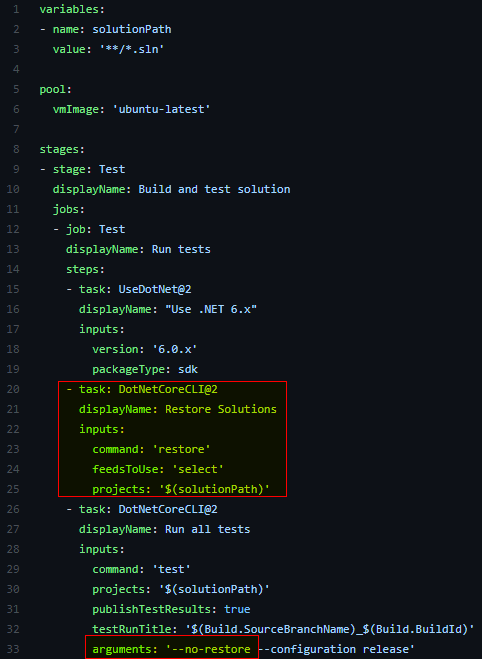 1 variables:
2 - name: solutionPath
3 value: '**/*.sln'
4
5 pool:
6 vmImage: 'ubuntu-latest'
7
8 stages:
9 - stage: Test
10 displayName: Build and test solution
11 jobs:
12 - job: Test
13 displayName: Run tests
14 steps:
15 - task: UseDotNet@2
16 displayName: "Use .NET 6.x"
17 inputs:
18 version: '6.0.x'
19 packageType: sdk
20 - task: DotNetCoreCLI@2
21 displayName: Restore Solutions
22 inputs:
23 command: 'restore'
24 feedsToUse: 'select'
25 projects: '$(solutionPath)'
26 - task: DotNetCoreCLI@2
27 displayName: Run all tests
28 inputs:
29 command: 'test'
30 projects: '$(solutionPath)'
31 publishTestResults: true
32 testRunTitle: '$(Build.SourceBranchName)_$(Build.BuildId)'
33 arguments: '--no-restore --configuration release'